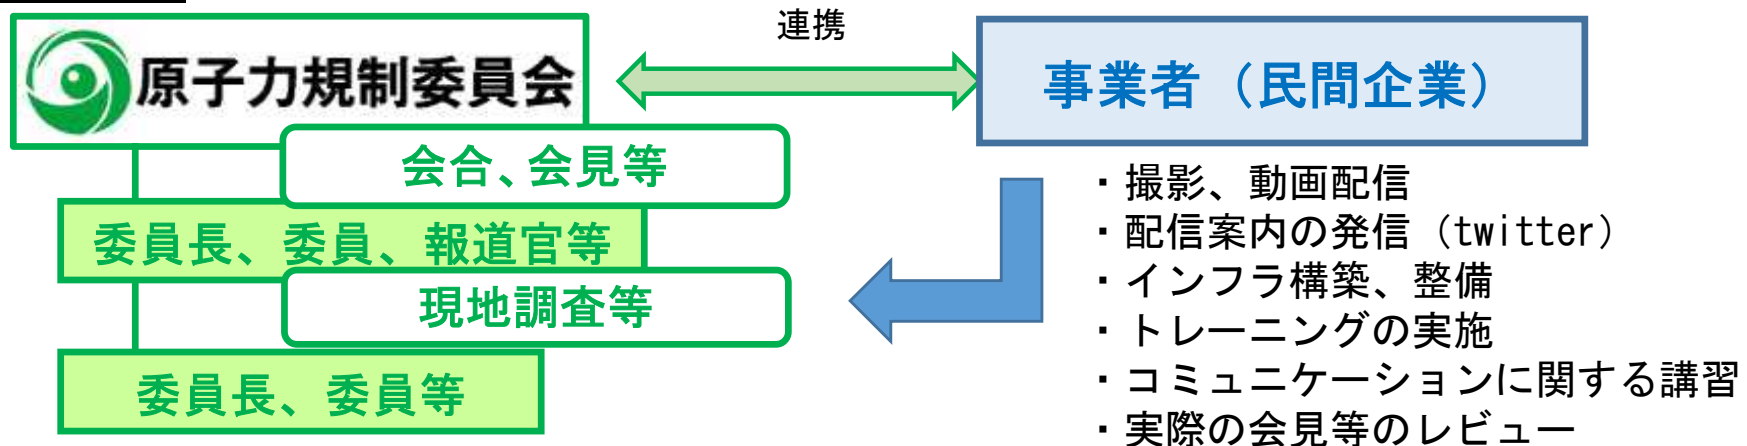 連携
原子力規制委員会
事業者（民間企業）
会合、会見等
委員長、委員、報道官等
現地調査等
委員長、委員等
・撮影、動画配信
・配信案内の発信（twitter）
・インフラ構築、整備
・トレーニングの実施
・コミュニケーションに関する講習
・実際の会見等のレビュー